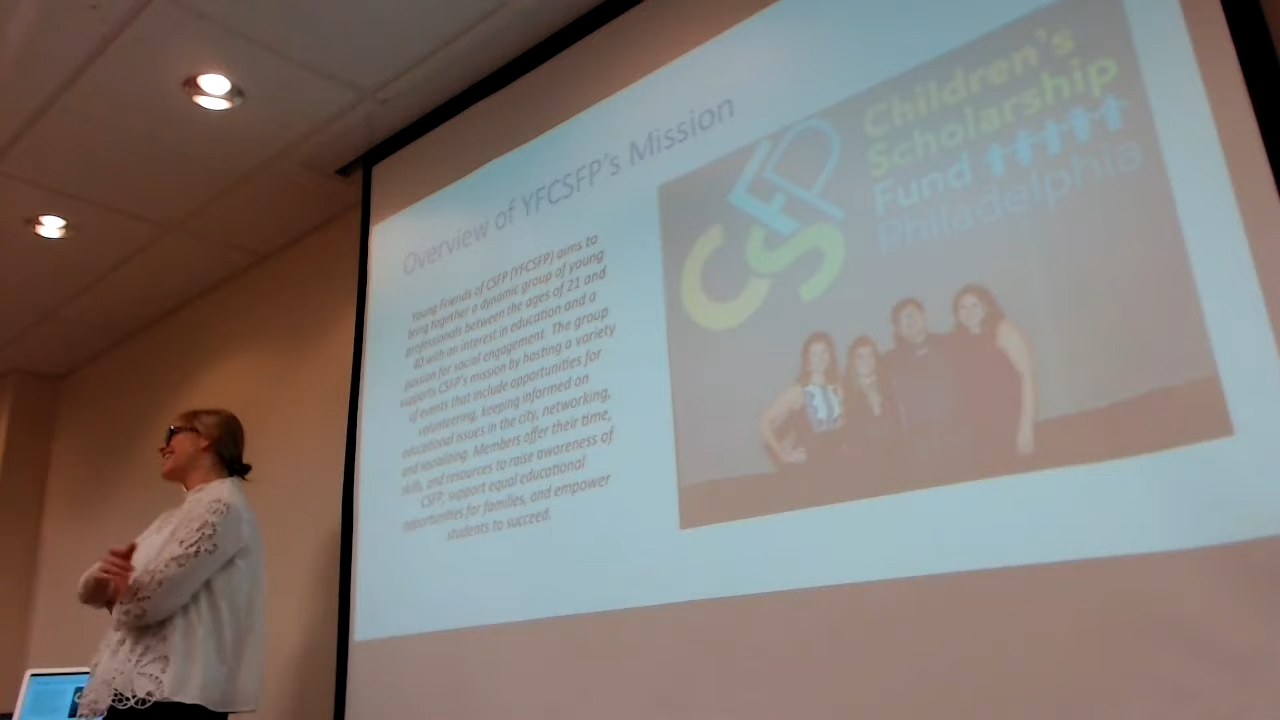 Overview of YFCSFP's Mission
Young Friends of CSFP (YFCSFP) aims to
bring together a dynamic group of young
professionals between the ages of 21 and
40 with an interest in education and a
passion for social engagement. The group
supports CSFP's mission by hosting a variety
of events that include opportunities for
volunteering, keeping informed on
educational issues in the city, networking,
and socializing. Members offer their time,
skills, and resources to raise awareness of
CSFP, support equal educational
opportunities for families, and empower
students to succeed.
CSFP
Children's
Scholarship
Fund
Philadelphia